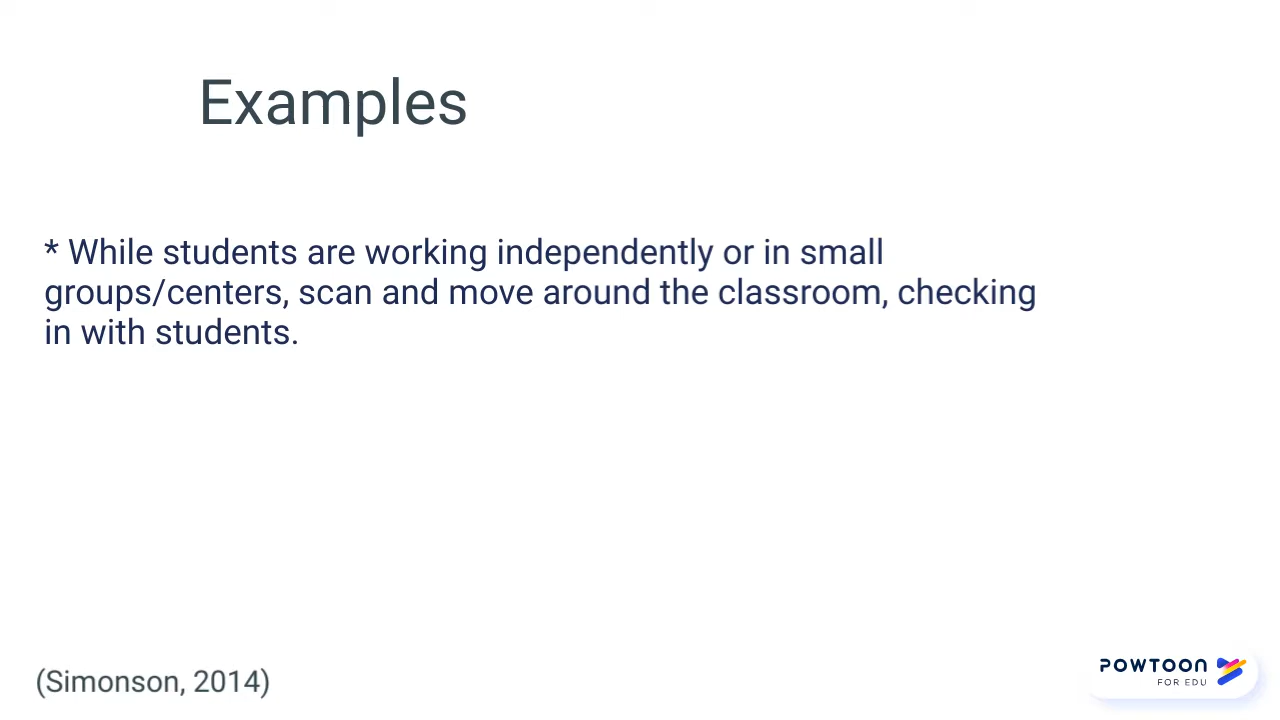 Examples
* While students are working independently or in small
groups/centers, scan and move around the classroom, checking
in with students.
(Simonson, 2014)
POWTOON
FOR EDU